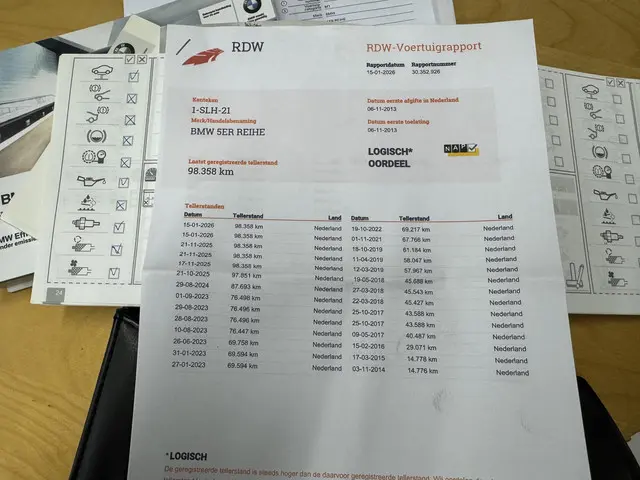 RDW
RDW-Voertuigrapport
Rapportdatum Rapportnummer
15-01-2026 30.352.926
Kenteken
1-SLH-21
Merk/Handelsbenaming
BMW 5ER REIHE
Datum eerste afgifte in Nederland
06-11-2013
Datum eerste toelating
06-11-2013
Laatst geregistreerde tellerstand
98.358 km
LOGISCH*
OORDEEL
NAP
Tellerstanden
Datum Tellerstand Land Datum Tellerstand Land
15-01-2026 98.358 km Nederland 19-10-2022 69.217 km Nederland
15-01-2026 98.358 km Nederland 01-11-2021 67.766 km Nederland
21-11-2025 98.358 km Nederland 18-10-2019 61.184 km Nederland
21-11-2025 98.358 km Nederland 11-04-2019 58.047 km Nederland
17-11-2025 98.358 km Nederland 12-03-2019 57.967 km Nederland
21-10-2025 97.851 km Nederland 19-05-2018 45.688 km Nederland
29-08-2024 87.693 km Nederland 27-03-2018 45.543 km Nederland
01-09-2023 76.498 km Nederland 22-03-2018 45.427 km Nederland
29-08-2023 76.496 km Nederland 25-10-2017 43.588 km Nederland
28-08-2023 76.496 km Nederland 25-10-2017 43.588 km Nederland
10-08-2023 76.447 km Nederland 09-05-2017 40.487 km Nederland
26-06-2023 69.758 km Nederland 15-02-2016 29.071 km Nederland
31-01-2023 69.594 km Nederland 17-03-2015 14.778 km Nederland
27-01-2023 69.594 km Nederland 03-11-2014 14.776 km Nederland
*LOGISCH
De geregistreerde tellerstand is steeds hoger dan de daarvoor geregistreerde tellerstand.
MW Effi
24